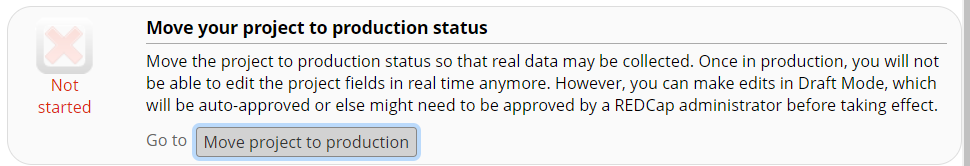 Move your project to production status
Not started
Move the project to production status so that real data may be collected. Once in production, you will not
be able to edit the project fields in real time anymore. However, you can make edits in Draft Mode, which
will be auto-approved or else might need to be approved by a REDCap administrator before taking effect.
Go to Move project to production